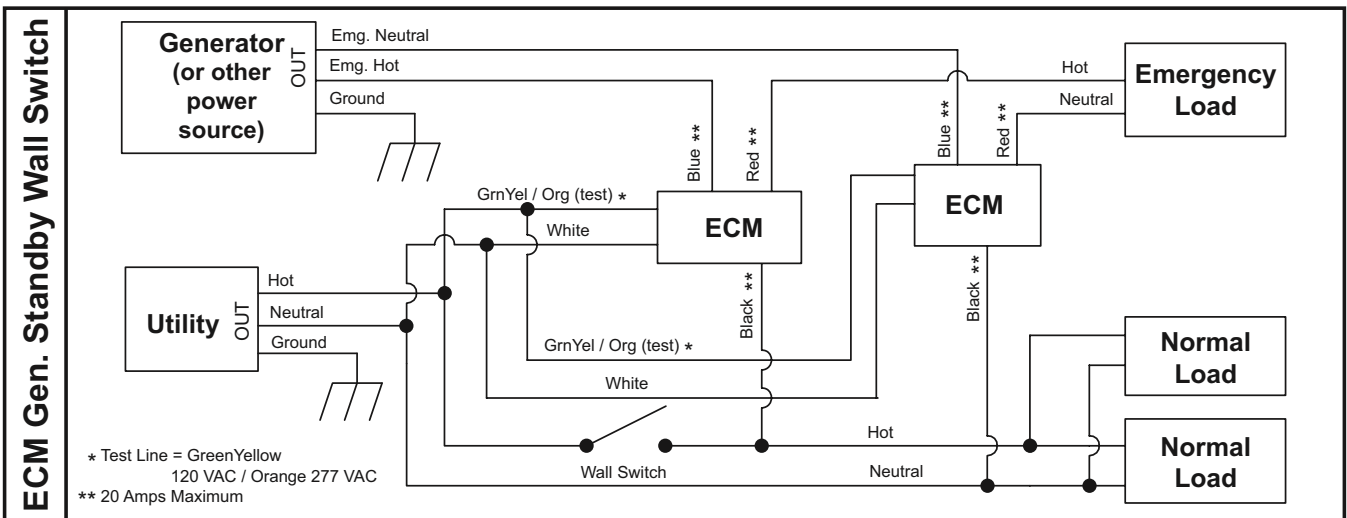 ECM Gen. Standby Wall Switch
Generator
(or other
power
source)
OUT
Emg. Neutral
Emg. Hot
Ground
Hot
Neutral
Emergency
Load
Blue **
Red **
Blue **
Red **
GrnYel / Org (test) *
White
ECM
ECM
Black **
Black **
Utility
OUT
Hot
Neutral
Ground
GrnYel / Org (test) *
White
Normal
Load
Hot
Wall Switch
Neutral
Normal
Load
* Test Line = GreenYellow
120 VAC / Orange 277 VAC
** 20 Amps Maximum